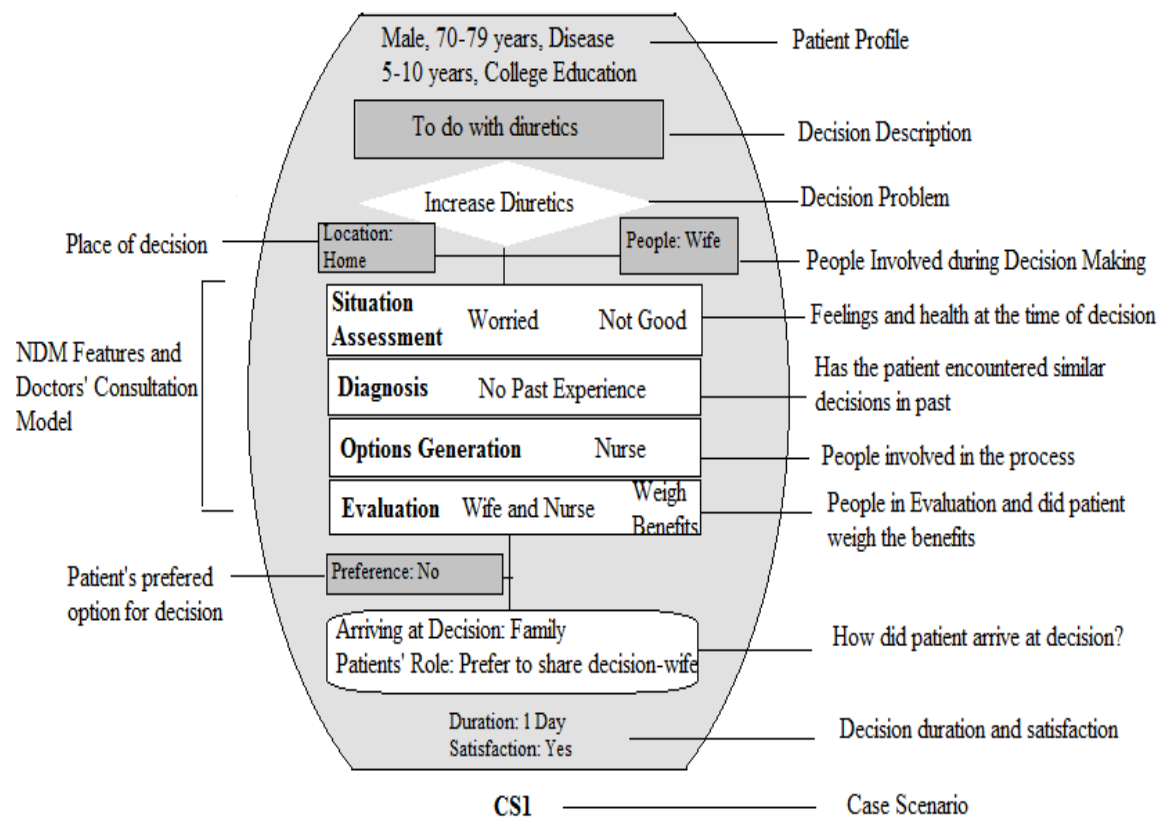 Male, 70-79 years, Disease
5-10 years, College Education
Patient Profile
To do with diuretics
Decision Description
Increase Diuretics
Decision Problem
Place of decision
Location:
Home
People: Wife
People Involved during Decision Making
NDM Features and
Doctors' Consultation
Model
Situation
Assessment
Worried
Not Good
Feelings and health at the time of decision
Diagnosis
No Past Experience
Has the patient encountered similar
decisions in past
Options Generation
Nurse
People involved in the process
Evaluation
Wife and Nurse
Weigh
Benefits
People in Evaluation and did patient
weigh the benefits
Patient's prefered
option for decision
Preference: No
Arriving at Decision: Family
Patients' Role: Prefer to share decision-wife
How did patient arrive at decision?
Duration: 1 Day
Satisfaction: Yes
Decision duration and satisfaction
CS1
Case Scenario